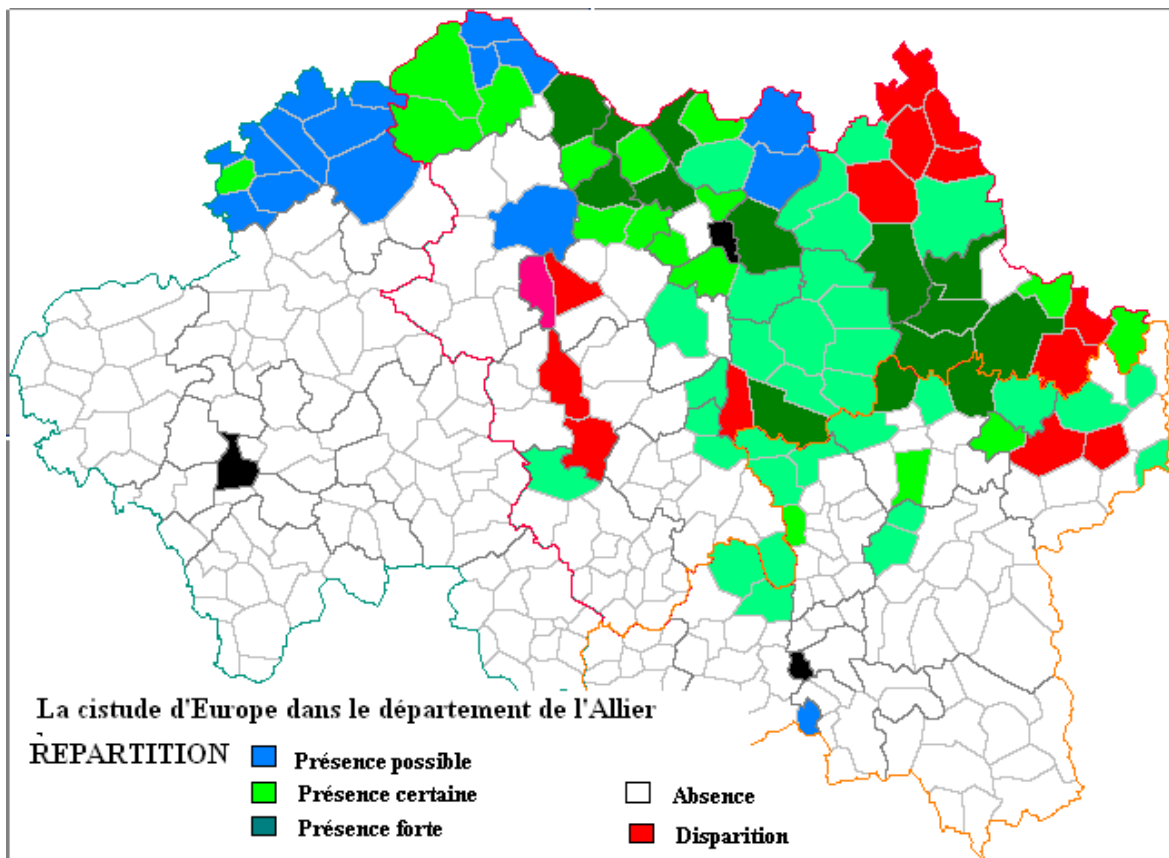 La cistude d'Europe dans le département de l'Allier
REPARTITION
Présence possible
Présence certaine
Présence forte
Absence
Disparition